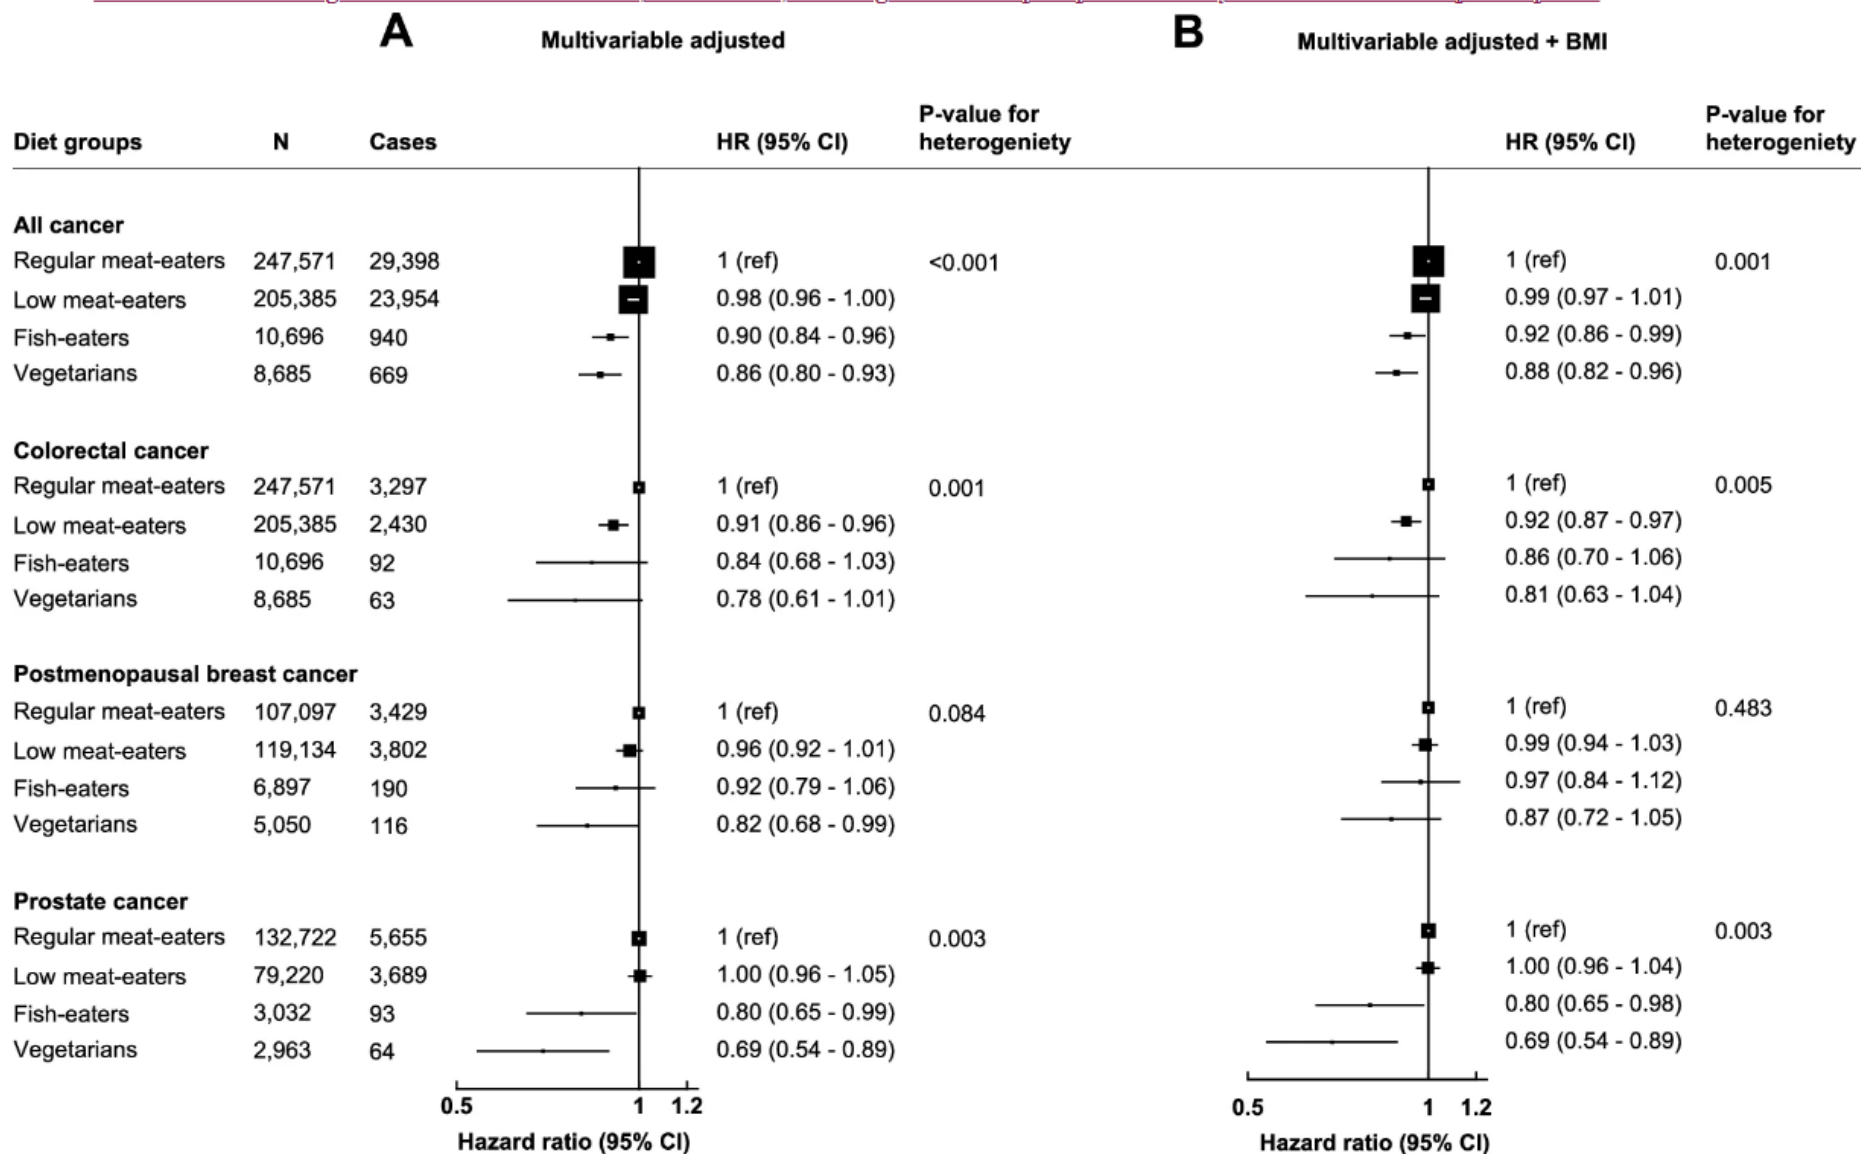 A Multivariable adjusted B Multivariable adjusted + BMI
Diet groups N Cases HR (95% CI) P-value for heterogeniety HR (95% CI) P-value for heterogeniety
All cancer
Regular meat-eaters 247,571 29,398 1 (ref) <0.001 1 (ref) 0.001
Low meat-eaters 205,385 23,954 0.98 (0.96 - 1.00) 0.99 (0.97 - 1.01)
Fish-eaters 10,696 940 0.90 (0.84 - 0.96) 0.92 (0.86 - 0.99)
Vegetarians 8,685 669 0.86 (0.80 - 0.93) 0.88 (0.82 - 0.96)
Colorectal cancer
Regular meat-eaters 247,571 3,297 1 (ref) 0.001 1 (ref) 0.005
Low meat-eaters 205,385 2,430 0.91 (0.86 - 0.96) 0.92 (0.87 - 0.97)
Fish-eaters 10,696 92 0.84 (0.68 - 1.03) 0.86 (0.70 - 1.06)
Vegetarians 8,685 63 0.78 (0.61 - 1.01) 0.81 (0.63 - 1.04)
Postmenopausal breast cancer
Regular meat-eaters 107,097 3,429 1 (ref) 0.084 1 (ref) 0.483
Low meat-eaters 119,134 3,802 0.96 (0.92 - 1.01) 0.99 (0.94 - 1.03)
Fish-eaters 6,897 190 0.92 (0.79 - 1.06) 0.97 (0.84 - 1.12)
Vegetarians 5,050 116 0.82 (0.68 - 0.99) 0.87 (0.72 - 1.05)
Prostate cancer
Regular meat-eaters 132,722 5,655 1 (ref) 0.003 1 (ref) 0.003
Low meat-eaters 79,220 3,689 1.00 (0.96 - 1.05) 1.00 (0.96 - 1.04)
Fish-eaters 3,032 93 0.80 (0.65 - 0.99) 0.80 (0.65 - 0.98)
Vegetarians 2,963 64 0.69 (0.54 - 0.89) 0.69 (0.54 - 0.89)
0.5 1 1.2 0.5 1 1.2
Hazard ratio (95% CI) Hazard ratio (95% CI)